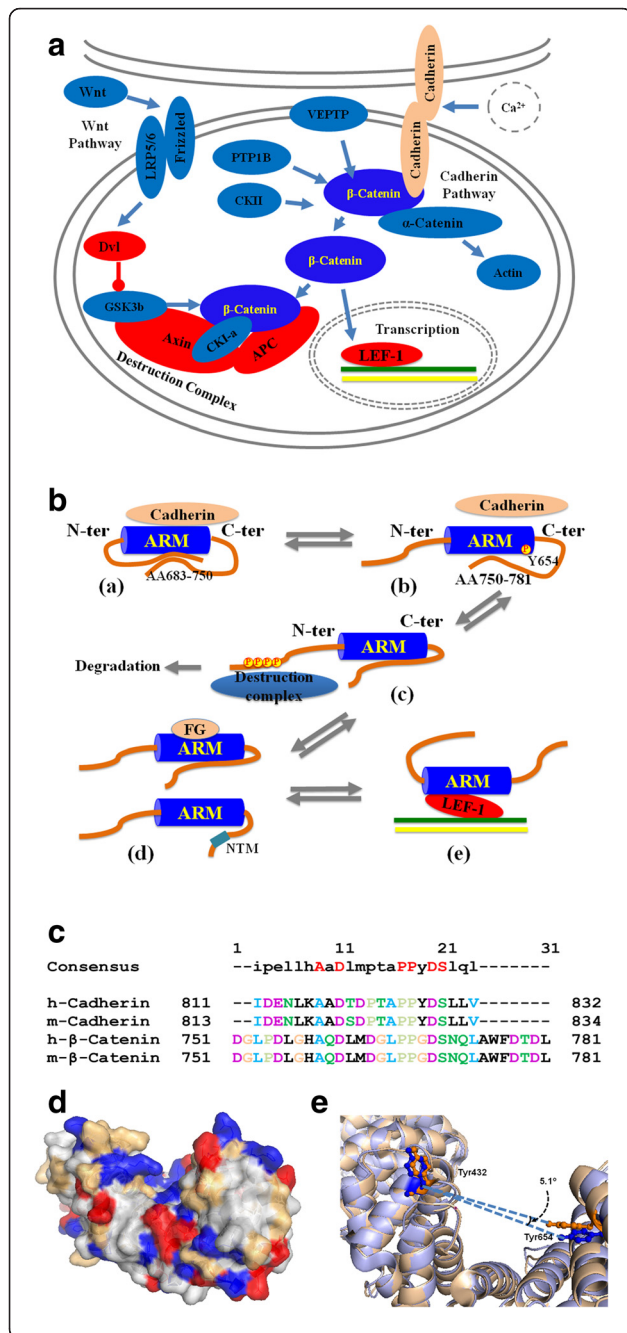 a
Wnt
Wnt
Pathway
LRP5/6
Frizzled
VEPTP
PTP1B
CKII
Cadherin
Cadherin
Ca²⁺
Cadherin
Pathway
β-Catenin
α-Catenin
Actin
Dvl
β-Catenin
GSK3b
β-Catenin
Axin
CKI-a
APC
Destruction Complex
Transcription
LEF-1
b
Cadherin
N-ter
C-ter
ARM
AA683-750
(a)
Cadherin
N-ter
C-ter
ARM
P
Y654
AA750-781
(b)
N-ter
C-ter
ARM
P P P P
Degradation
Destruction
complex
(c)
FG
ARM
ARM
NTM
(d)
ARM
LEF-1
(e)
c
1 11 21 31
Consensus --ipellhAaDlmptaPPyDSlql-------
h-Cadherin 811 --IDENLKAADTDPTAPPYDSLLV------- 832
m-Cadherin 813 --IDENLKAADSDPTAPPYDSLLV------- 834
h-β-Catenin 751 DGLPDLGHAQDLMDGLPPGDSNQLAWFDTDL 781
m-β-Catenin 751 DGLPDLGHAQDLMDGLPPGDSNQLAWFDTDL 781
d
e
Tyr432
5.1°
Tyr654